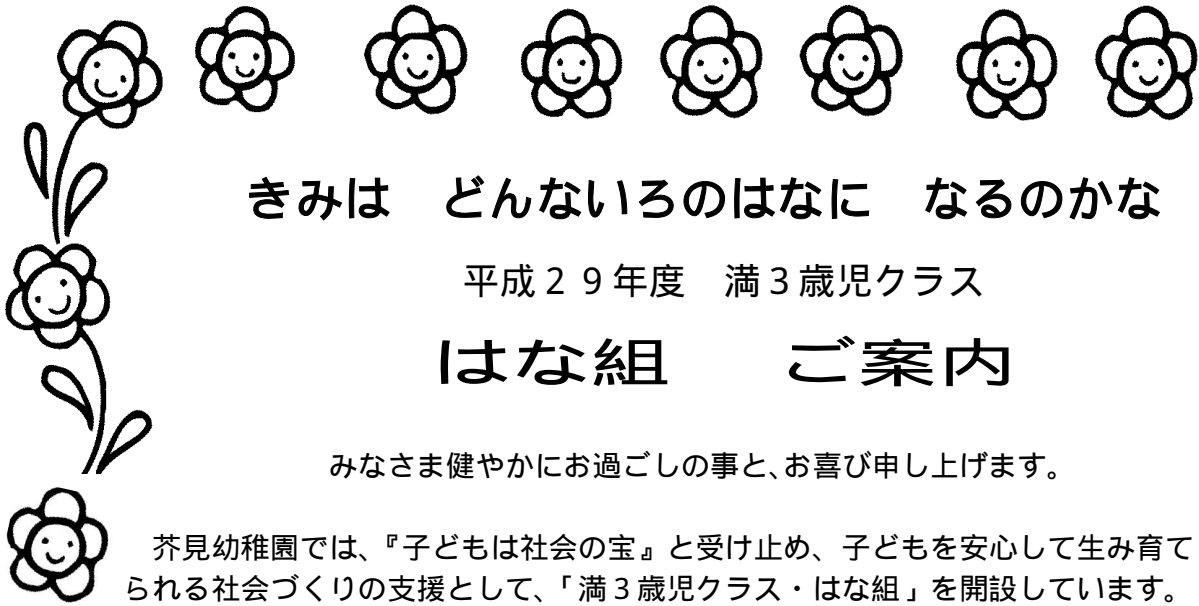 きみは　どんないろのはなに　なるのかな
平成２９年度　満３歳児クラス
はな組　ご案内
みなさま健やかにお過ごしの事と、お喜び申し上げます。
芥見幼稚園では、『子どもは社会の宝』と受け止め、子どもを安心して生み育て
られる社会づくりの支援として、「満３歳児クラス・はな組」を開設しています。